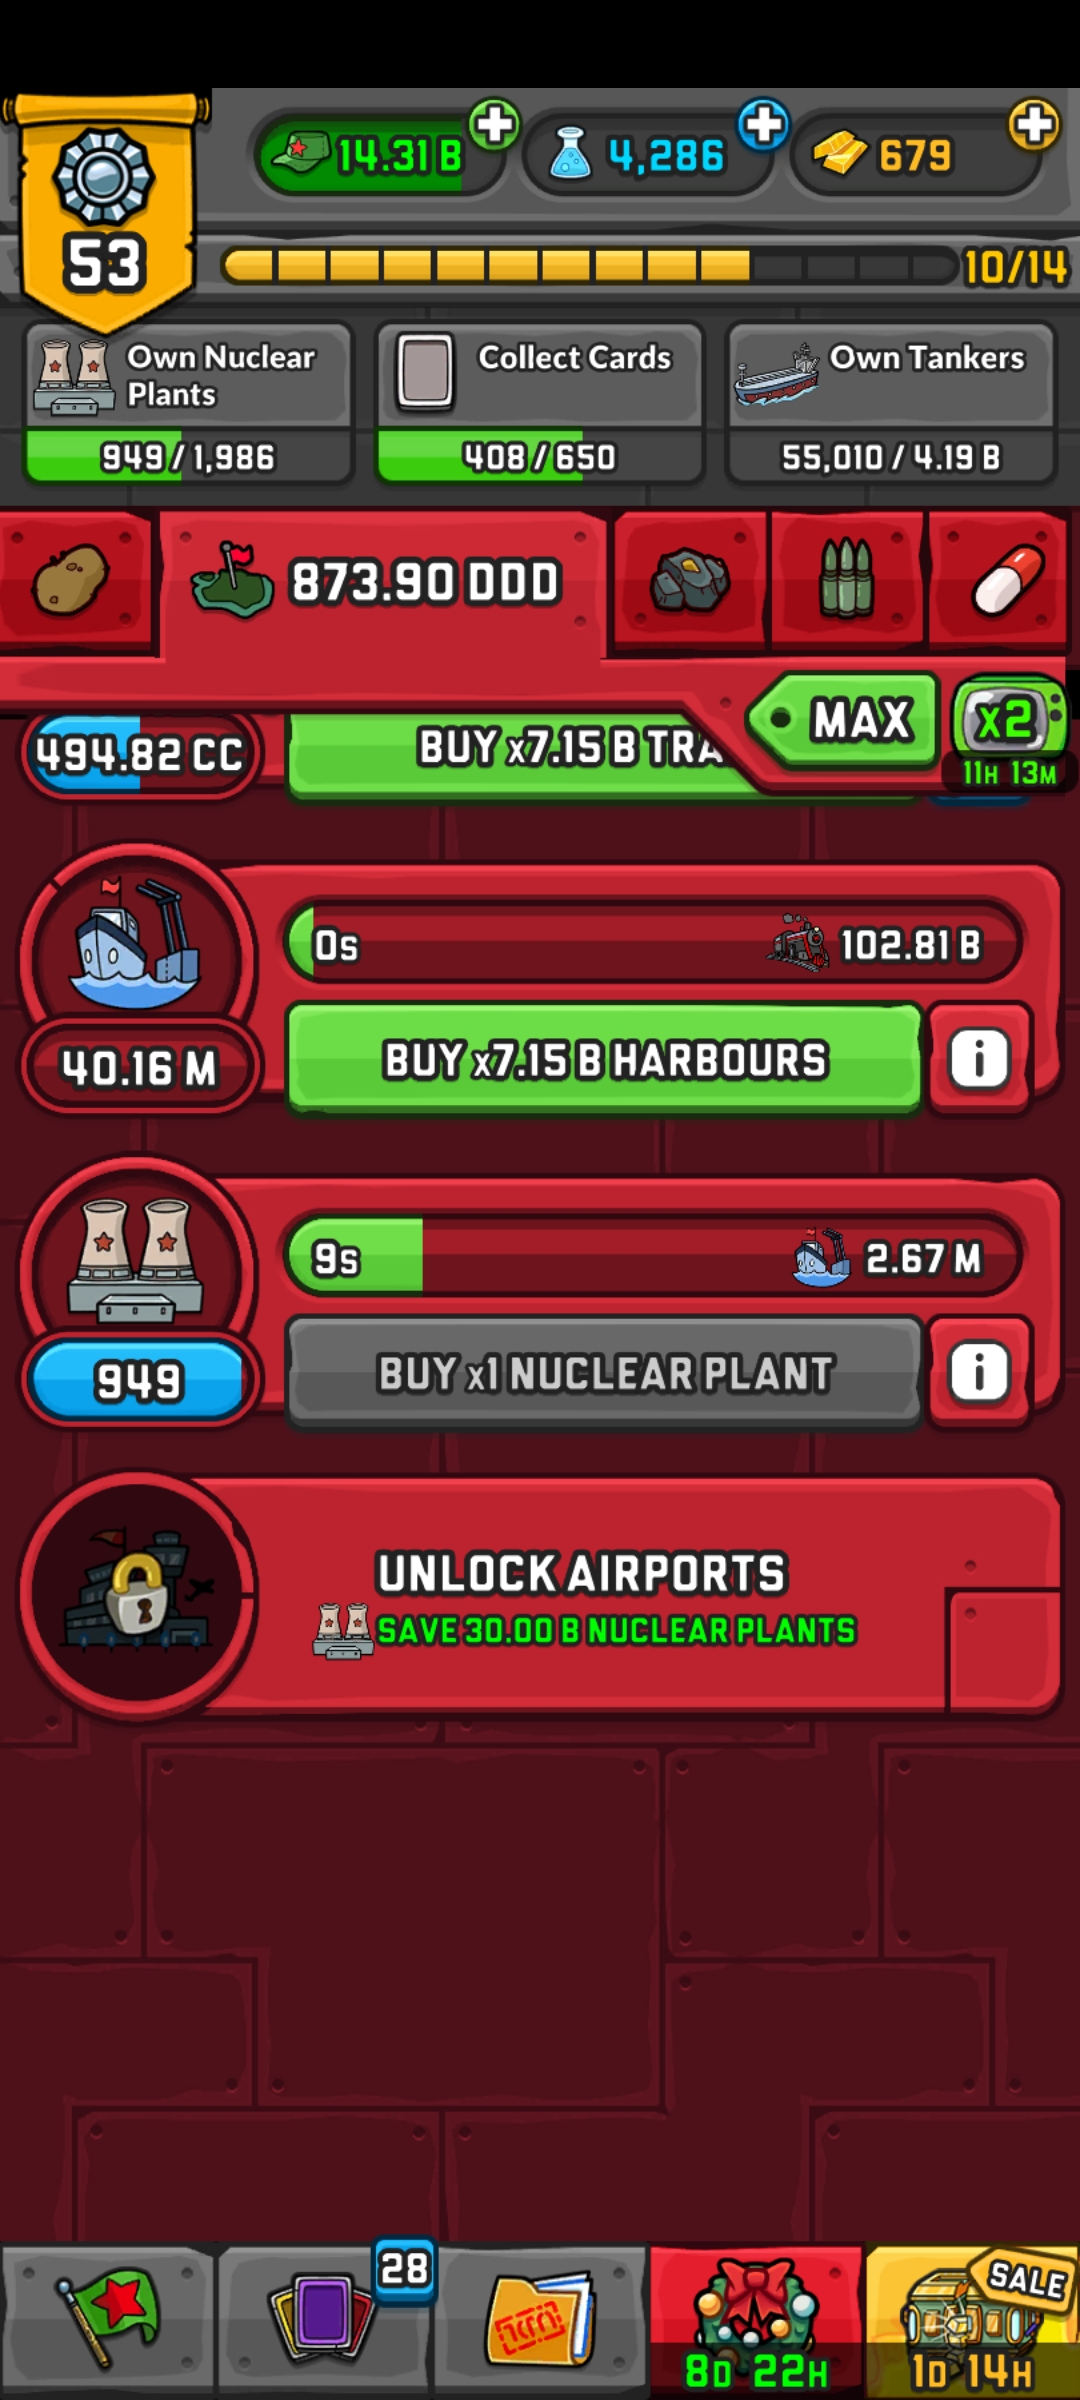 14.31 B
4,286
679
53
10/14
Own Nuclear
Plants
949 / 1,986
Collect Cards
408 / 650
Own Tankers
55,010 / 4.19 B
873.90 DDD
MAX
x2
11H 13M
494.82 CC
BUY x7.15 B TRA
0s
102.81 B
40.16 M
BUY x7.15 B HARBOURS
i
9s
2.67 M
949
BUY x1 NUCLEAR PLANT
i
UNLOCK AIRPORTS
SAVE 30.00 B NUCLEAR PLANTS
28
8D 22H
SALE
1D 14H